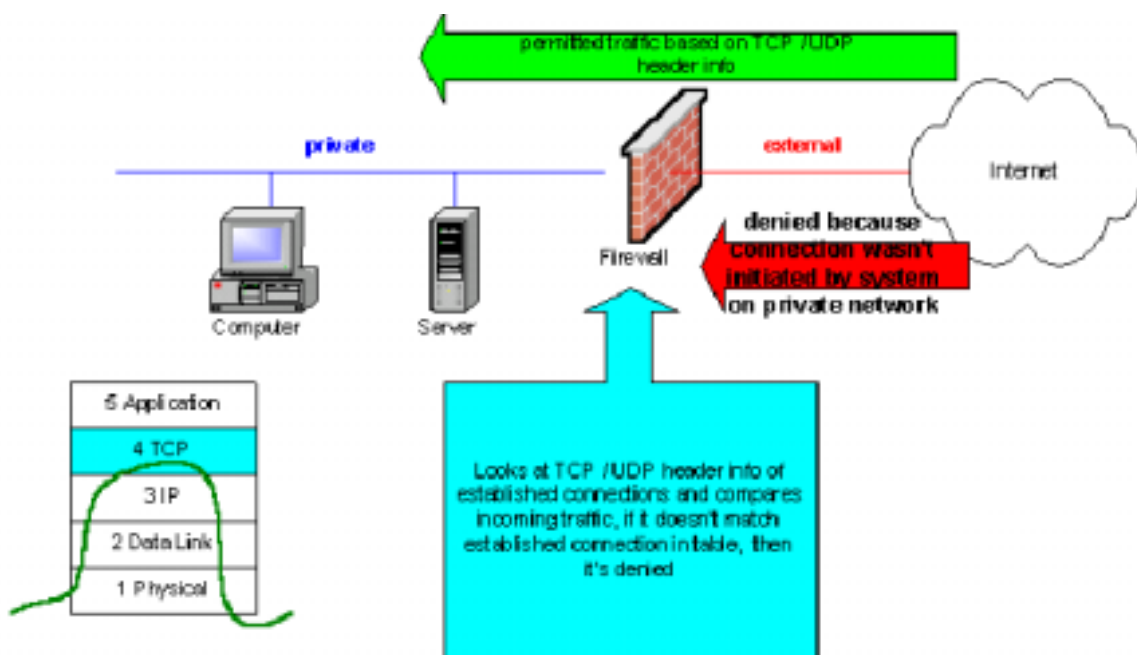 permitted traffic based on TCP /UDP
header info
private
external
Internet
Firewall
denied because
connection wasn't
initiated by system
on private network
Computer
Server
5 Application
4 TCP
3 IP
2 Data Link
1 Physical
Looks at TCP /UDP header info of
established connections and compares
incoming traffic, if it doesn't match
established connection in table, then
it's denied